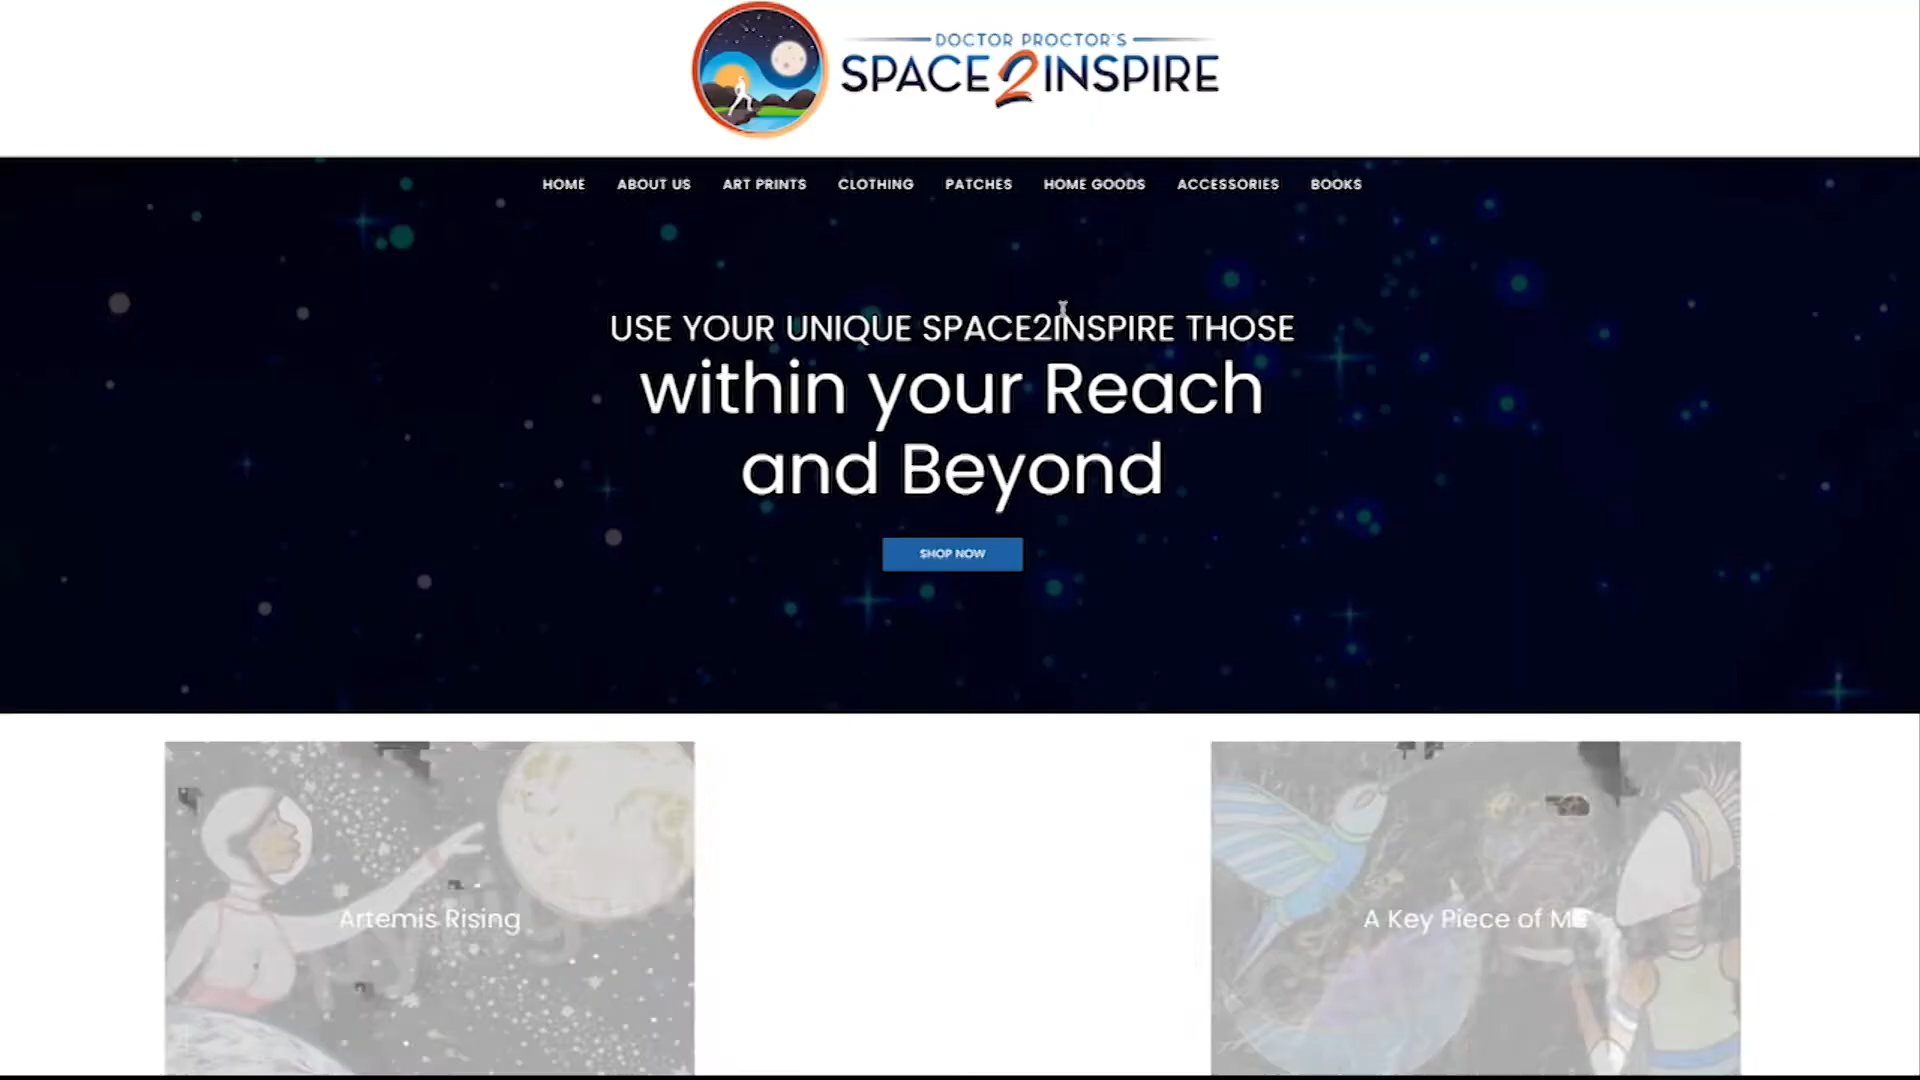 DOCTOR PROCTOR'S
SPACE2INSPIRE
HOME ABOUT US ART PRINTS CLOTHING PATCHES HOME GOODS ACCESSORIES BOOKS
USE YOUR UNIQUE SPACE2INSPIRE THOSE
within your Reach
and Beyond
SHOP NOW
Artemis Rising
A Key Piece of ME